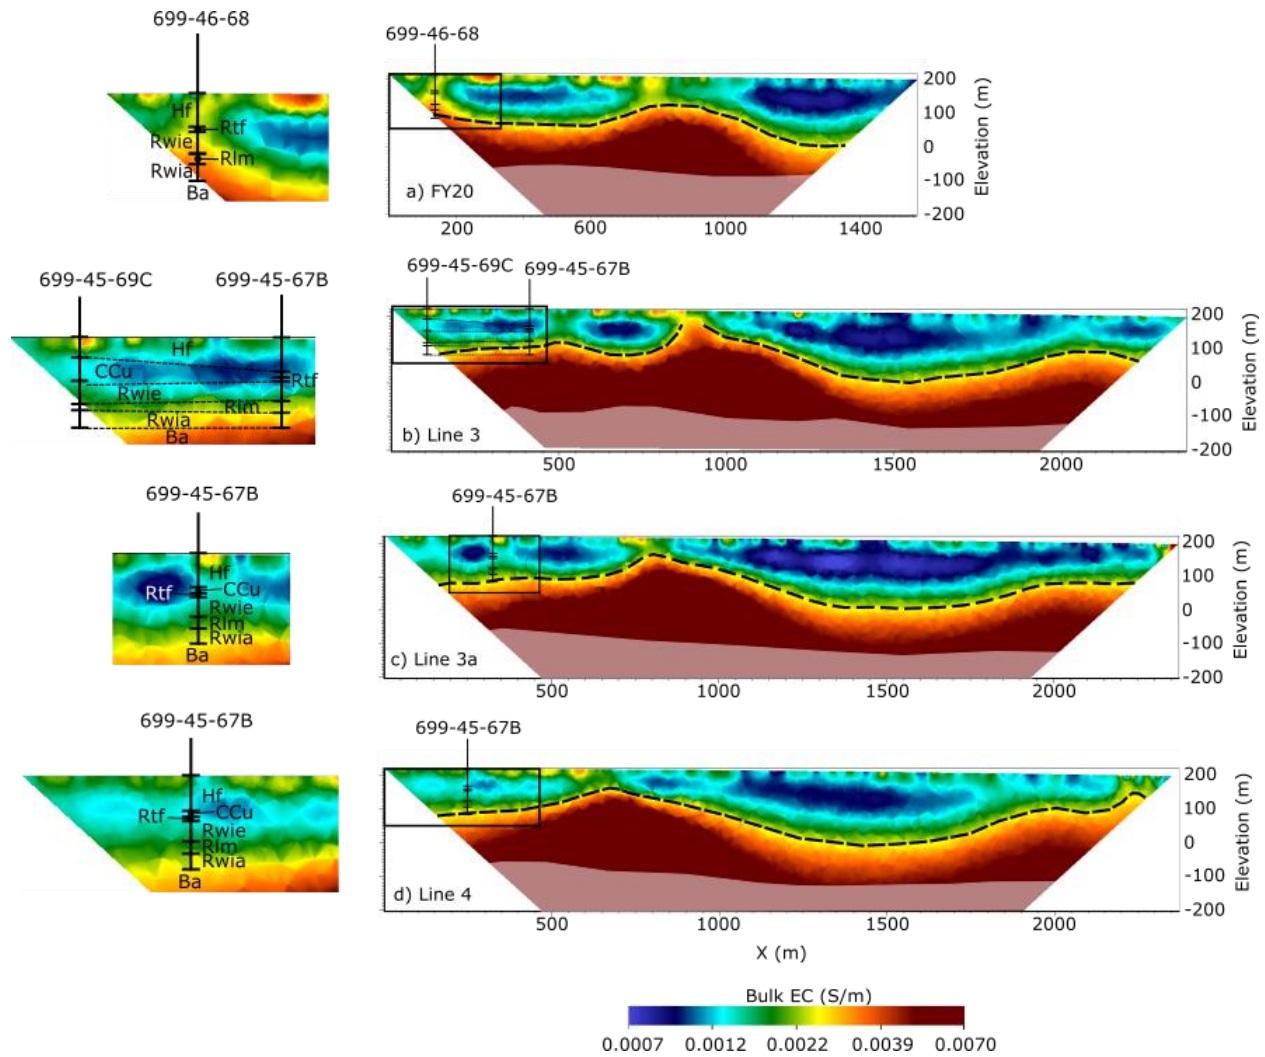 699-46-68
Hf
Rtf
Rwie
Rlm
Rwia
Ba
699-46-68
a) FY20
200
100
0
-100
-200
Elevation (m)
200
600
1000
1400
699-45-69C
699-45-67B
Hf
CCu
Rtf
Rwie
Rlm
Rwia
Ba
699-45-69C
699-45-67B
b) Line 3
200
100
0
-100
-200
Elevation (m)
500
1000
1500
2000
699-45-67B
Hf
Rtf
CCu
Rwie
Rlm
Rwia
Ba
699-45-67B
c) Line 3a
200
100
0
-100
-200
Elevation (m)
500
1000
1500
2000
699-45-67B
Hf
Rtf
CCu
Rwie
Rlm
Rwia
Ba
699-45-67B
d) Line 4
200
100
0
-100
-200
Elevation (m)
500
1000
1500
2000
X (m)
Bulk EC (S/m)
0.0007 0.0012 0.0022 0.0039 0.0070